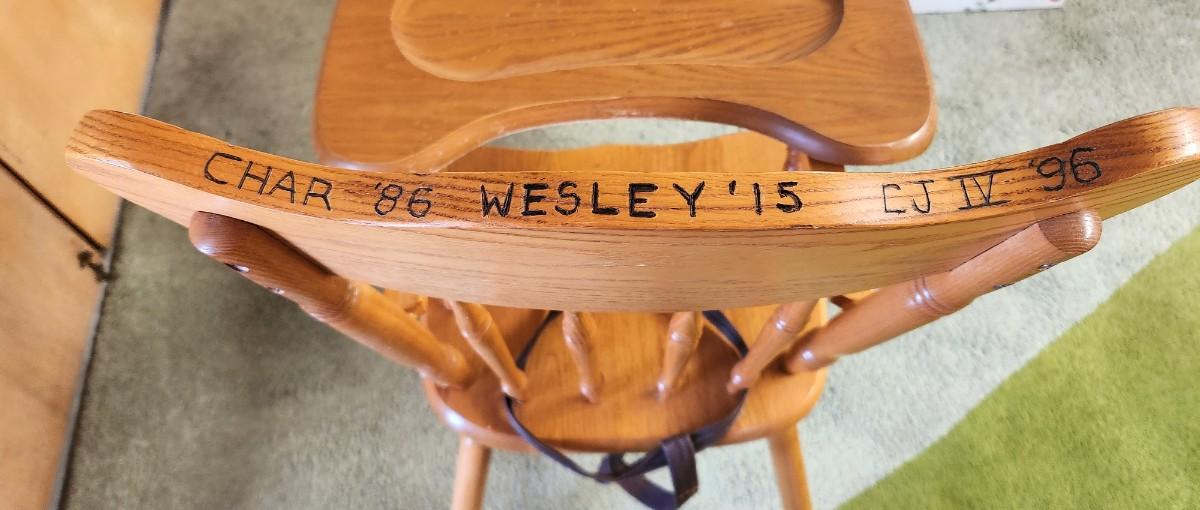 CHAR '86 WESLEY '15 CJ IV '96